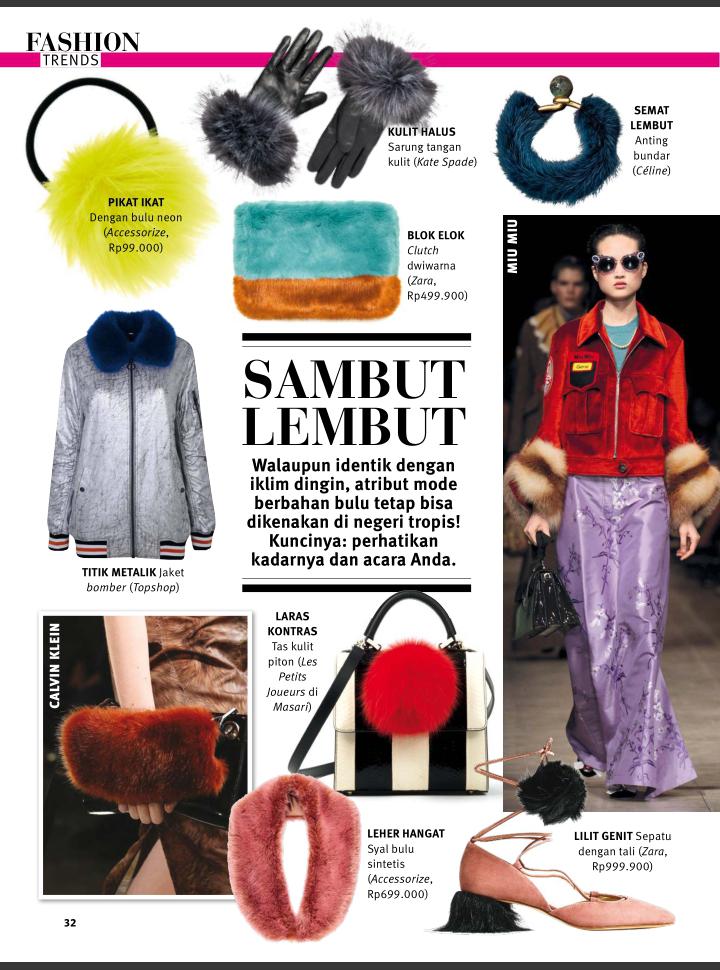 FASHION
TRENDS
KULIT HALUS
Sarung tangan
kulit (Kate Spade)
SEMAT
LEMBUT
Anting
bundar
(Céline)
PIKAT IKAT
Dengan bulu neon
(Accessorize,
Rp99.000)
BLOK ELOK
Clutch
dwiwarna
(Zara,
Rp499.900)
MIU MIU
SAMBUT
LEMBUT
Walaupun identik dengan
iklim dingin, atribut mode
berbahan bulu tetap bisa
dikenakan di negeri tropis!
Kuncinya: perhatikan
kadarnya dan acara Anda.
TITIK METALIK Jaket
bomber (Topshop)
CALVIN KLEIN
LARAS
KONTRAS
Tas kulit
piton (Les
Petits
Joueurs di
Masari)
LEHER HANGAT
Syal bulu
sintetis
(Accessorize,
Rp699.000)
LILIT GENIT Sepatu
dengan tali (Zara,
Rp999.900)
32